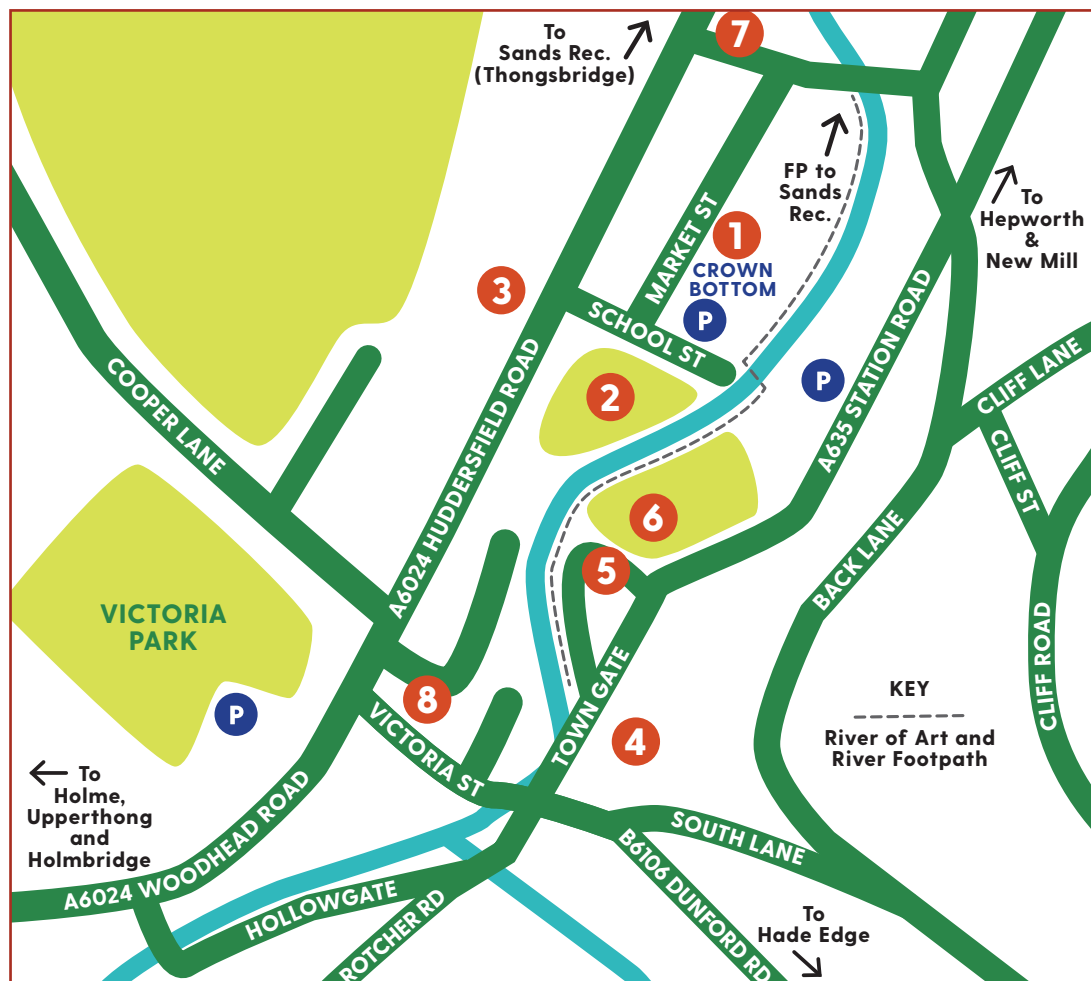 To
Sands Rec.
(Thongsbridge)
7
FP to
Sands
Rec.
To
Hepworth
&
New Mill
MARKET ST
1
CROWN
BOTTOM
P
3
SCHOOL ST
2
P
A635 STATION ROAD
CLIFF LANE
CLIFF ST
COOPER LANE
A6024 HUDDERSFIELD ROAD
6
5
BACK LANE
VICTORIA
PARK
P
8
VICTORIA ST
TOWN GATE
4
KEY
River of Art and
River Footpath
CLIFF ROAD
To
Holme,
Upperthong
and
Holmbridge
A6024 WOODHEAD ROAD
HOLLOWGATE
ROTCHER RD
SOUTH LANE
B6106 DUNFORD RD
To
Hade Edge